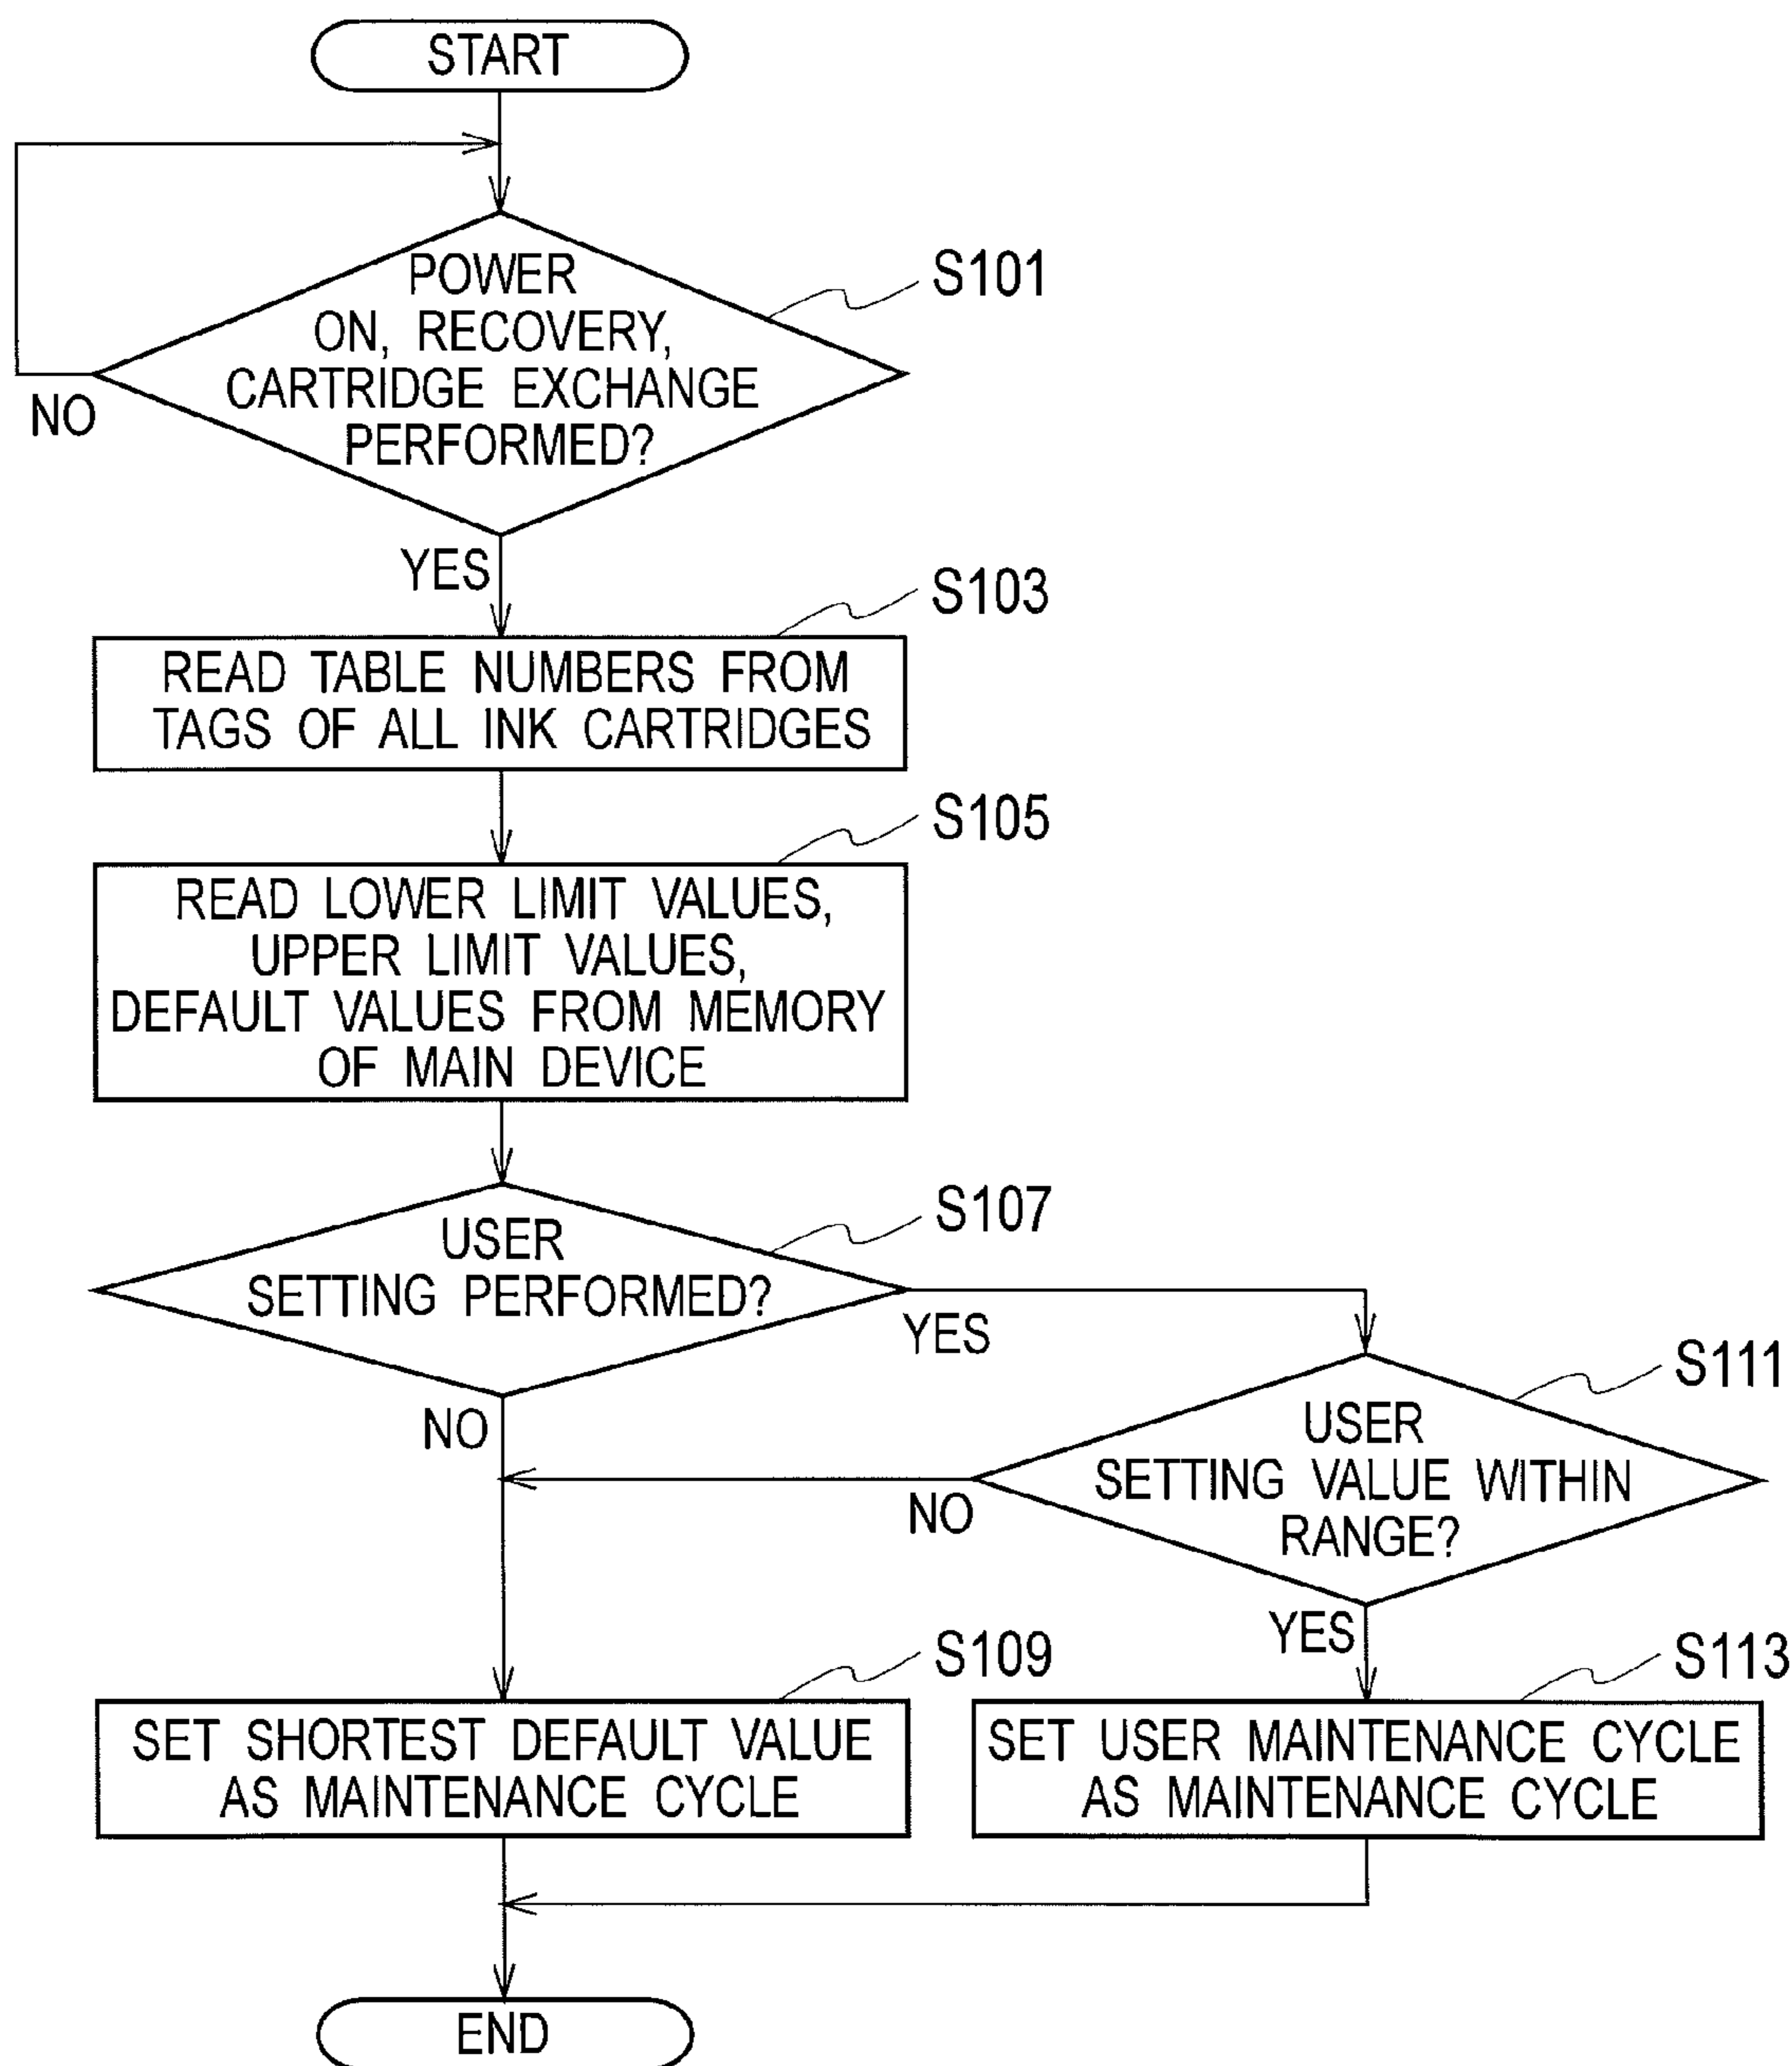 START
POWER
ON, RECOVERY,
CARTRIDGE EXCHANGE
PERFORMED?
S101
NO
YES
S103
READ TABLE NUMBERS FROM
TAGS OF ALL INK CARTRIDGES
S105
READ LOWER LIMIT VALUES,
UPPER LIMIT VALUES,
DEFAULT VALUES FROM MEMORY
OF MAIN DEVICE
S107
USER
SETTING PERFORMED?
YES
NO
S111
USER
SETTING VALUE WITHIN
RANGE?
NO
YES
S109
SET SHORTEST DEFAULT VALUE
AS MAINTENANCE CYCLE
S113
SET USER MAINTENANCE CYCLE
AS MAINTENANCE CYCLE
END